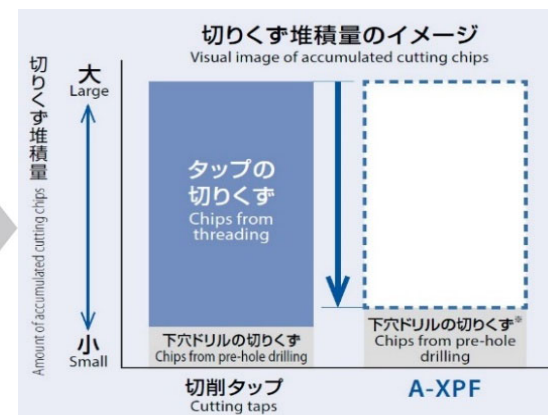 切りくず堆積量のイメージ
Visual image of accumulated cutting chips
切りくず堆積量
Amount of accumulated cutting chips
大
Large
小
Small
タップの
切りくず
Chips from
threading
下穴ドリルの切りくず
Chips from pre-hole drilling
下穴ドリルの切りくず※
Chips from pre-hole
drilling
切削タップ
Cutting taps
A-XPF